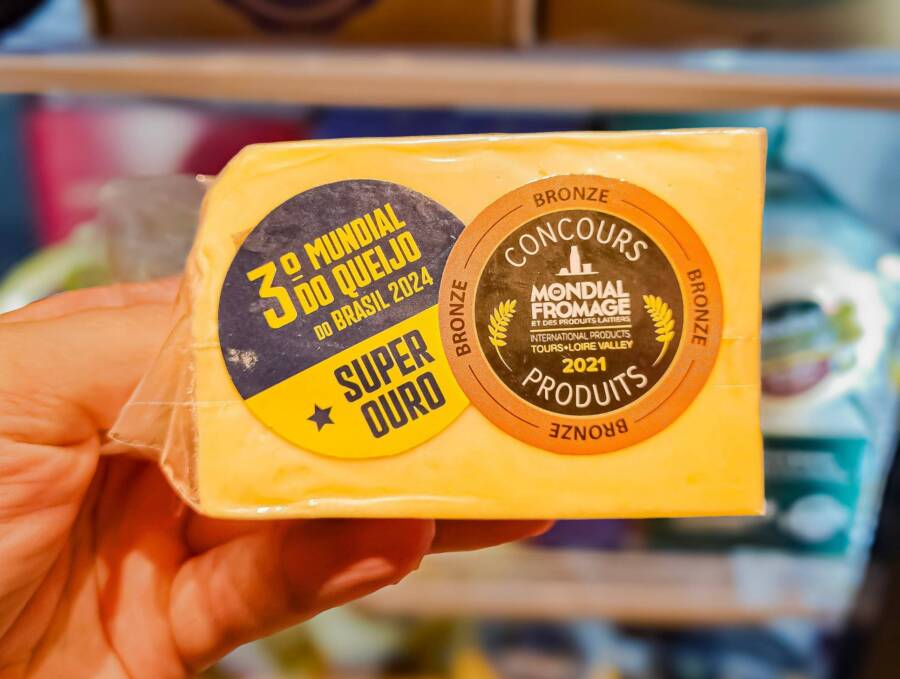 3º MUNDIAL
DO QUEIJO
DO BRASIL 2024
SUPER
OURO
BRONZE
BRONZE
BRONZE
BRONZE
CONCOURS
MONDIAL
DU
FROMAGE
ET DES PRODUITS LAITIERS
INTERNATIONAL PRODUCTS
TOURS•LOIRE VALLEY
2021
PRODUITS